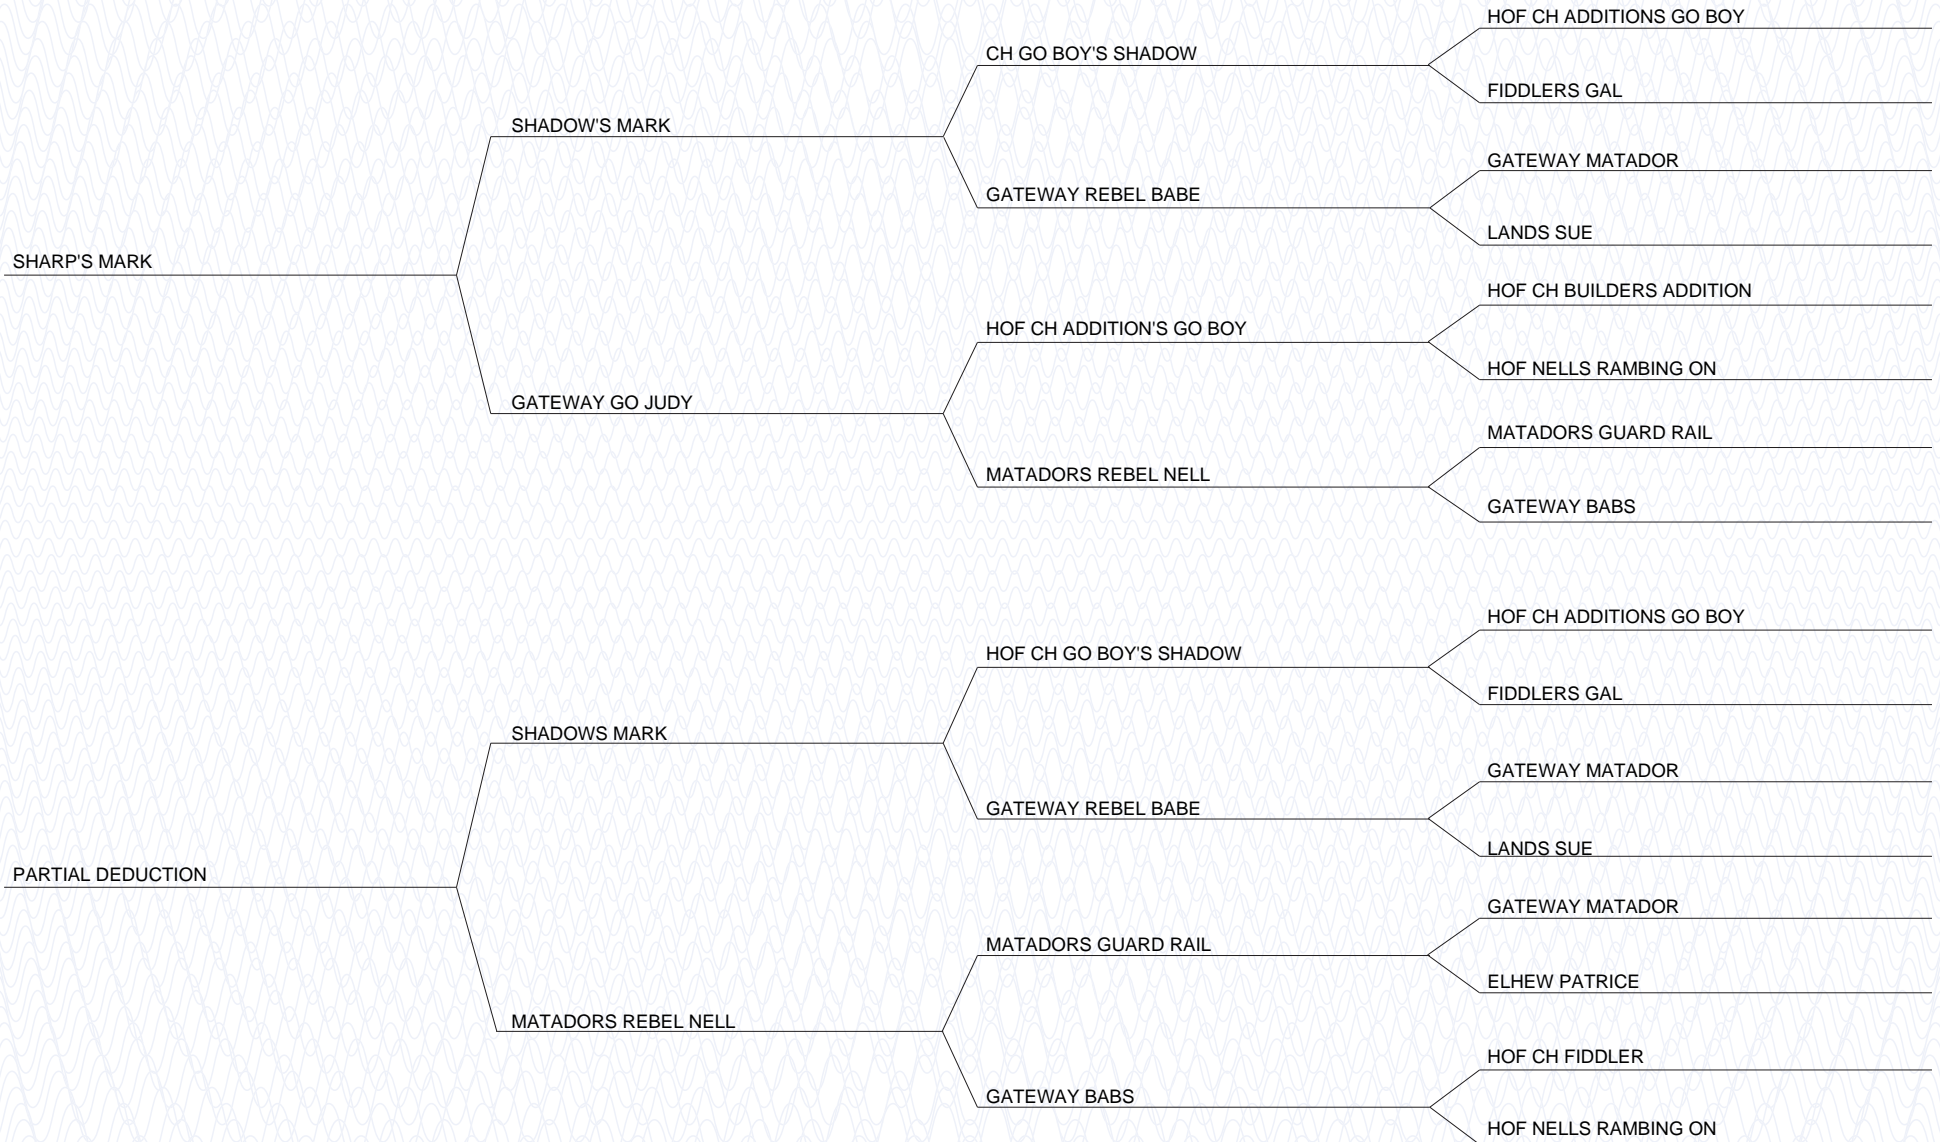 HOF CH ADDITIONS GO BOY
CH GO BOY'S SHADOW
FIDDLERS GAL
SHADOW'S MARK
GATEWAY MATADOR
GATEWAY REBEL BABE
LANDS SUE
SHARP'S MARK
HOF CH BUILDERS ADDITION
HOF CH ADDITION'S GO BOY
HOF NELLS RAMBING ON
GATEWAY GO JUDY
MATADORS GUARD RAIL
MATADORS REBEL NELL
GATEWAY BABS
HOF CH ADDITIONS GO BOY
HOF CH GO BOY'S SHADOW
FIDDLERS GAL
SHADOWS MARK
GATEWAY MATADOR
GATEWAY REBEL BABE
LANDS SUE
PARTIAL DEDUCTION
GATEWAY MATADOR
MATADORS GUARD RAIL
ELHEW PATRICE
MATADORS REBEL NELL
HOF CH FIDDLER
GATEWAY BABS
HOF NELLS RAMBING ON